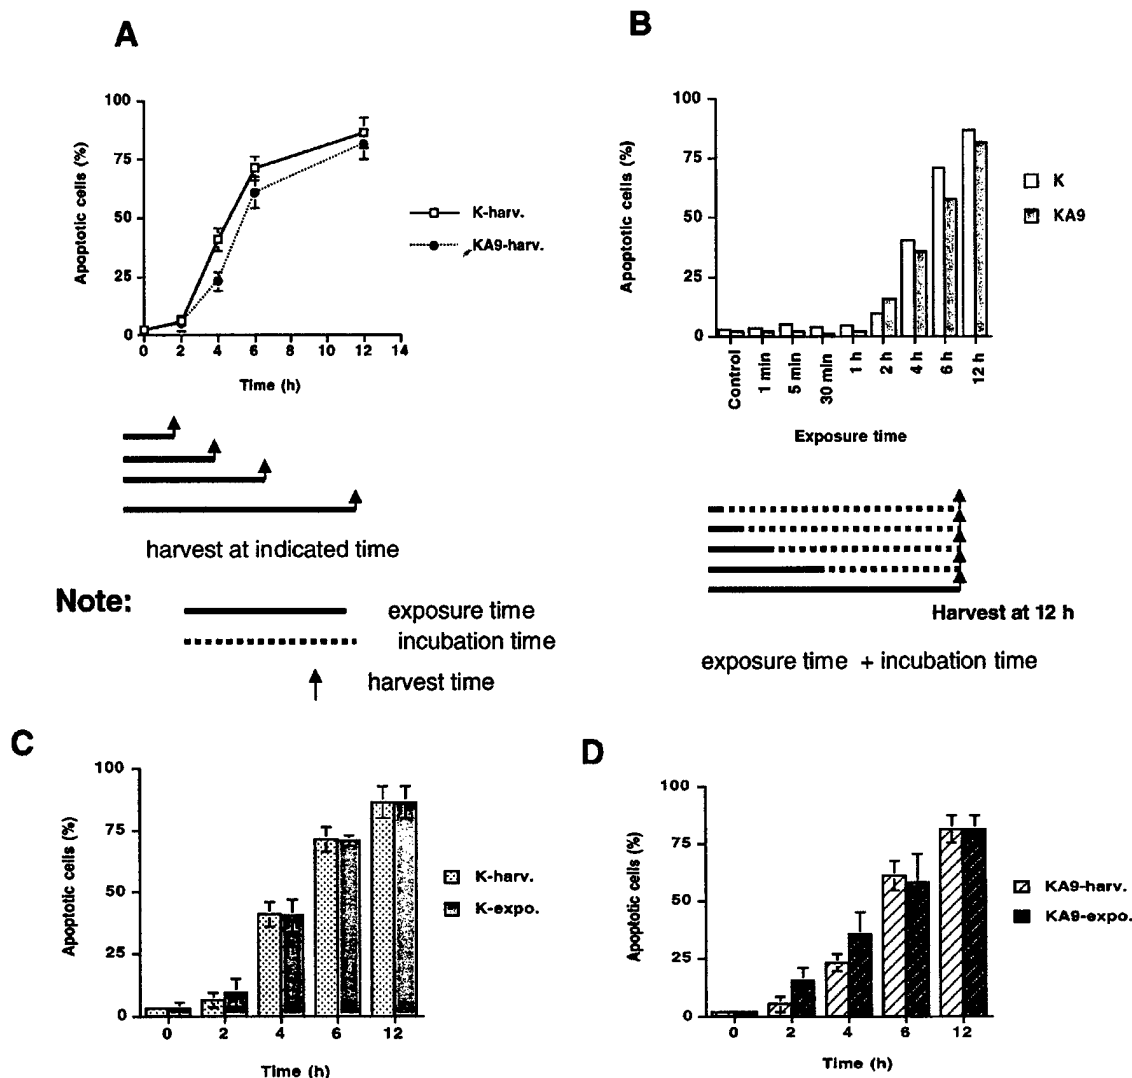 A
100
75
50
25
0
Apoptotic cells (%)
0 2 4 6 8 10 12 14
Time (h)
K-harv.
KA9-harv.
harvest at indicated time
B
100
75
50
25
0
Apoptotic cells (%)
Control
1 min
5 min
30 min
1 h
2 h
4 h
6 h
12 h
Exposure time
K
KA9
Harvest at 12 h
exposure time + incubation time
Note:
exposure time
incubation time
harvest time
C
100
75
50
25
0
Apoptotic cells (%)
0 2 4 6 12
Time (h)
K-harv.
K-expo.
D
100
75
50
25
0
Apoptotic cells (%)
0 2 4 6 12
Time (h)
KA9-harv.
KA9-expo.